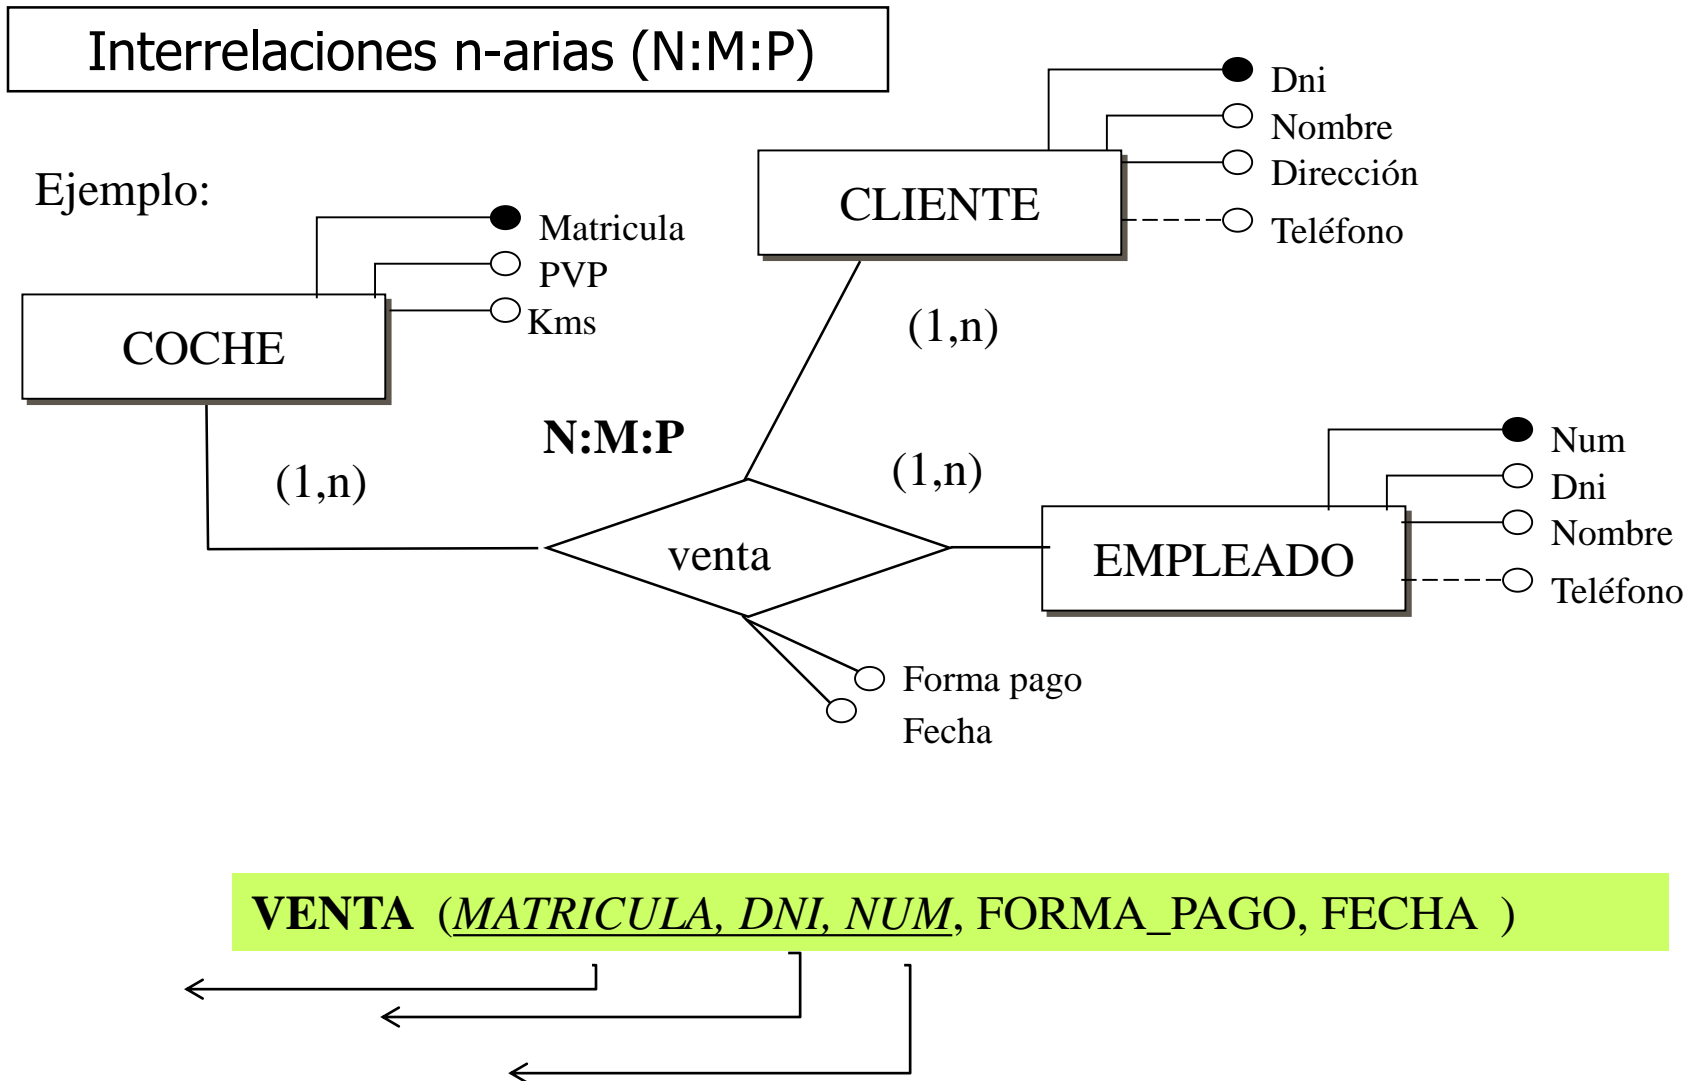 Interrelaciones n-arias (N:M:P)
Ejemplo:
Dni
Nombre
Dirección
Teléfono
CLIENTE
Matricula
PVP
Kms
COCHE
(1,n)
N:M:P
(1,n)
(1,n)
Num
Dni
Nombre
Teléfono
EMPLEADO
venta
Forma pago
Fecha
VENTA (MATRICULA, DNI, NUM, FORMA_PAGO, FECHA )